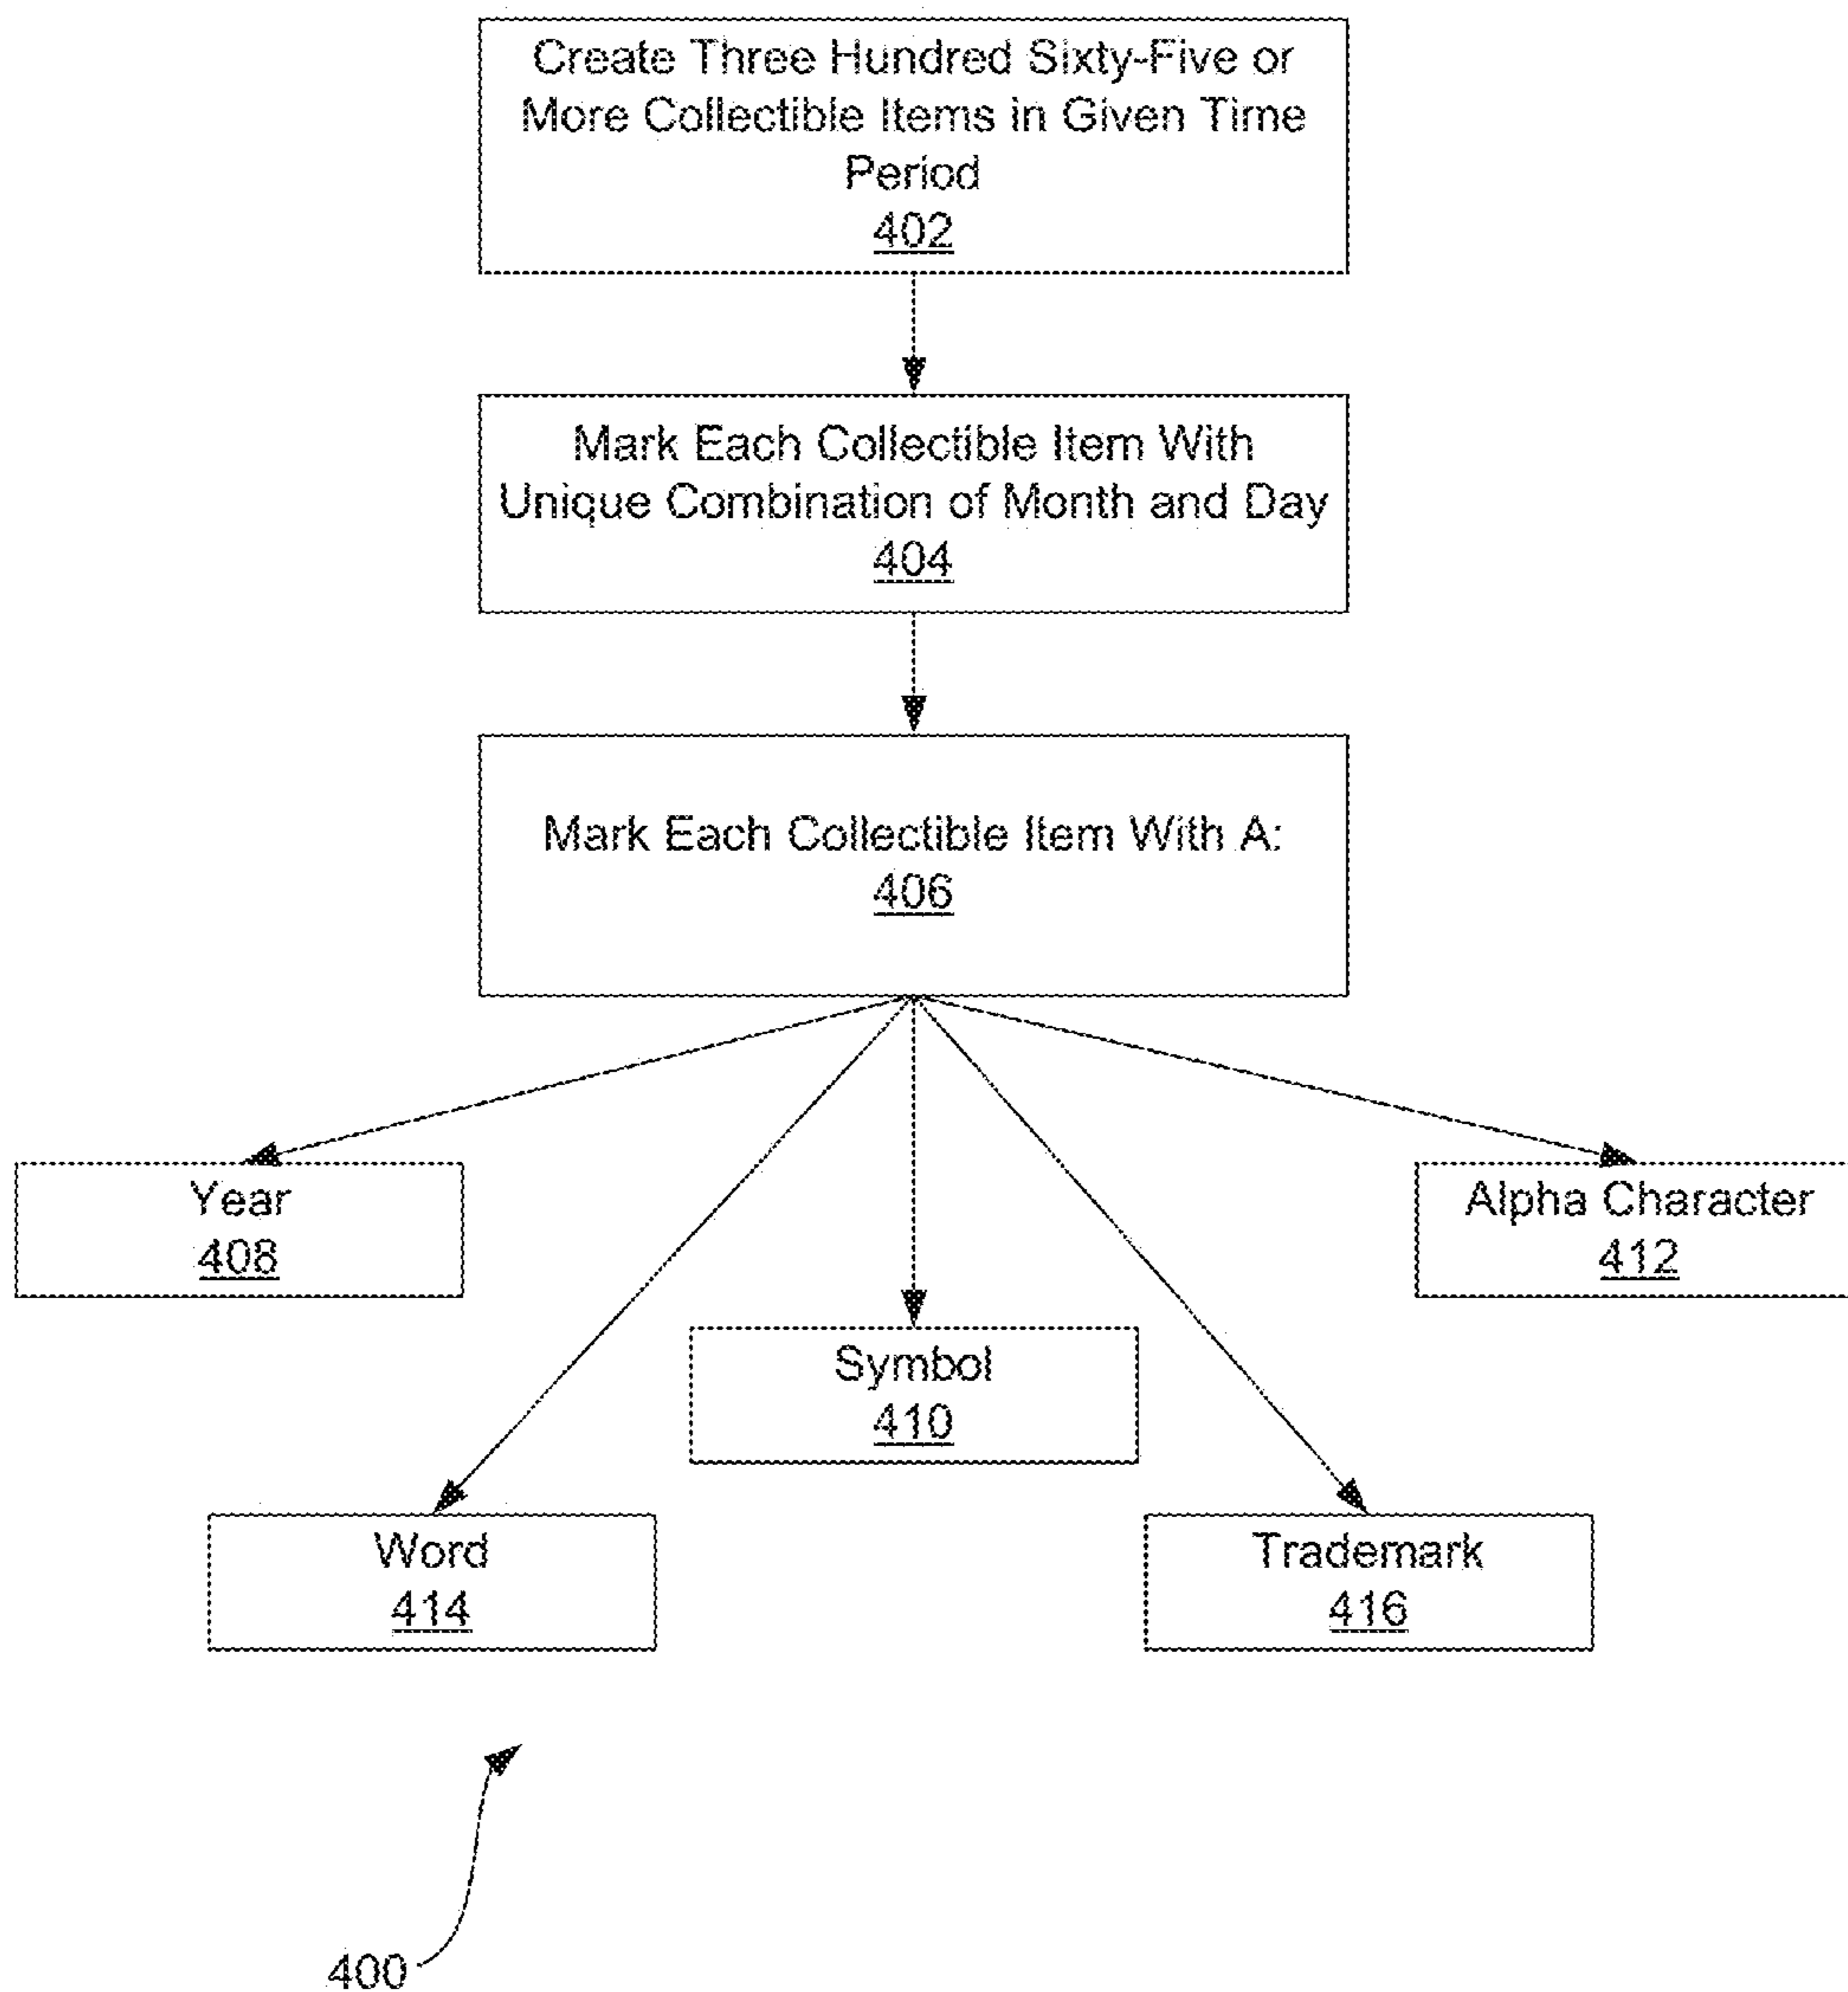 Create Three Hundred Sixty-Five or
More Collectible Items in Given Time
Period
402
Mark Each Collectible Item With
Unique Combination of Month and Day
404
Mark Each Collectible Item With A:
406
Year
408
Alpha Character
412
Symbol
410
Word
414
Trademark
416
400